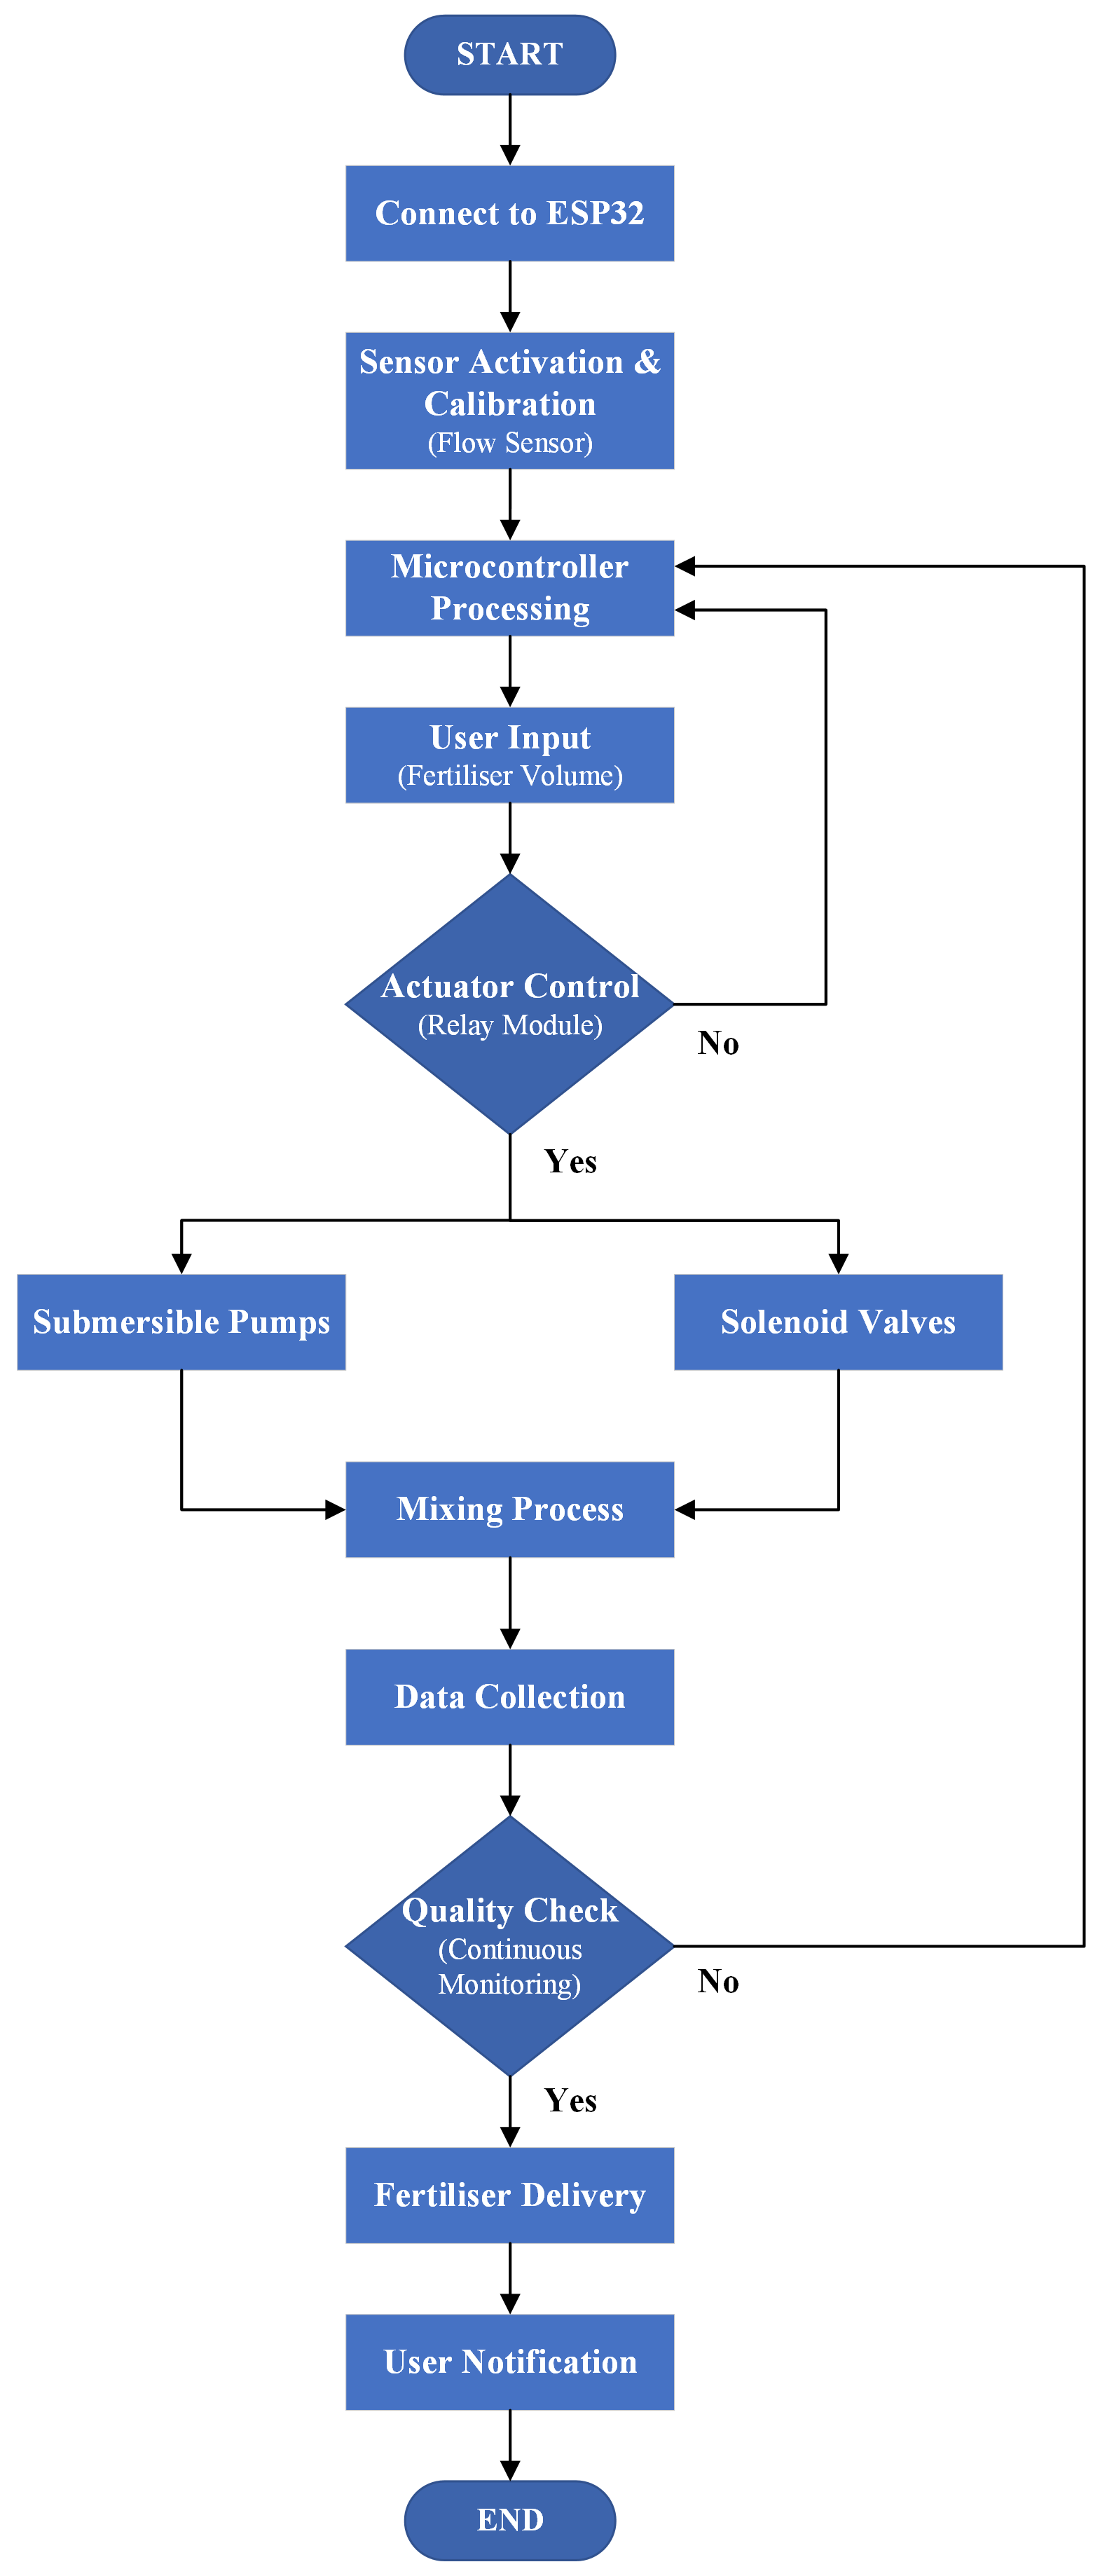 START
Connect to ESP32
Sensor Activation &
Calibration
(Flow Sensor)
Microcontroller
Processing
User Input
(Fertiliser Volume)
Actuator Control
(Relay Module)
No
Yes
Submersible Pumps
Solenoid Valves
Mixing Process
Data Collection
Quality Check
(Continuous
Monitoring)
No
Yes
Fertiliser Delivery
User Notification
END